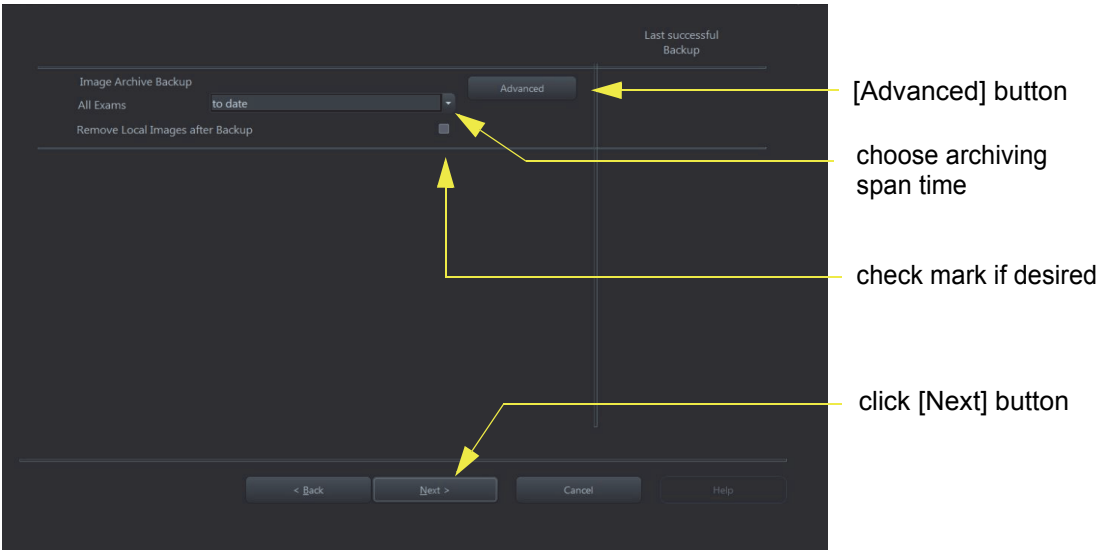 Last successful
Backup
Image Archive Backup
Advanced
[Advanced] button
All Exams
to date
Remove Local Images after Backup
choose archiving
span time
check mark if desired
click [Next] button
< Back
Next >
Cancel
Help